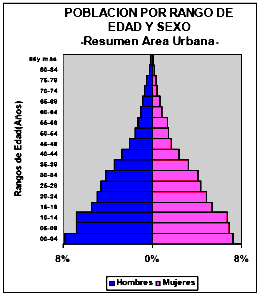 POBLACION POR RANGO DE
EDAD Y SEXO
-Resumen Area Urbana-
Rangos de Edad(Años)
85 y mas
80-84
75-79
70-74
65-69
60-64
55-59
50-54
45-49
40-44
35-39
30-34
25-29
20-24
15-19
10-14
05-09
00-04
8%
0%
8%
Hombres
Mujeres